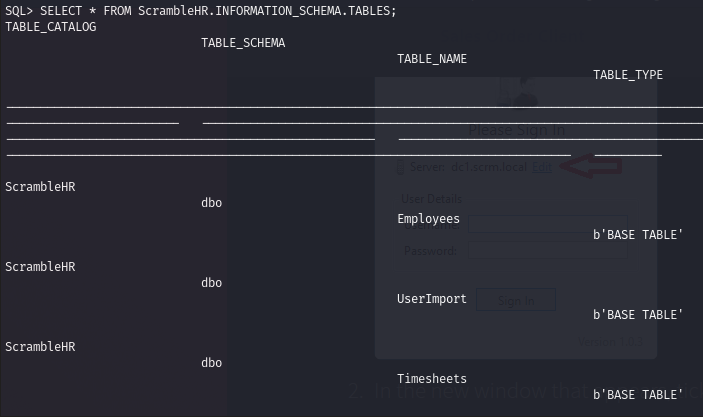 SQL> SELECT * FROM ScrambleHR.INFORMATION_SCHEMA.TABLES;
TABLE_CATALOG
TABLE_SCHEMA
TABLE_NAME
TABLE_TYPE
Please Sign In
Server: dc1.scrm.local Edit
ScrambleHR
User Details
dbo
Employees
b'BASE TABLE'
Password:
ScrambleHR
dbo
UserImport
Sign In
b'BASE TABLE'
ScrambleHR
dbo
Timesheets
2. In the new window that
b'BASE TABLE'